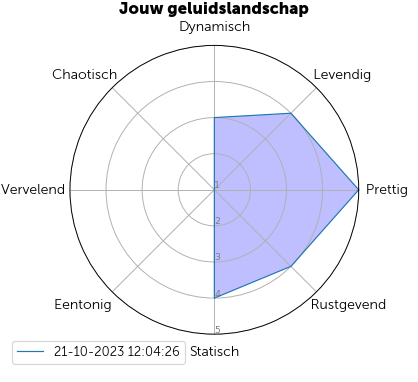 Jouw geluidslandschap
Dynamisch
Chaotisch
Levendig
Vervelend
Prettig
1
2
3
4
Eentonig
Rustgevend
5
21-10-2023 12:04:26
Statisch